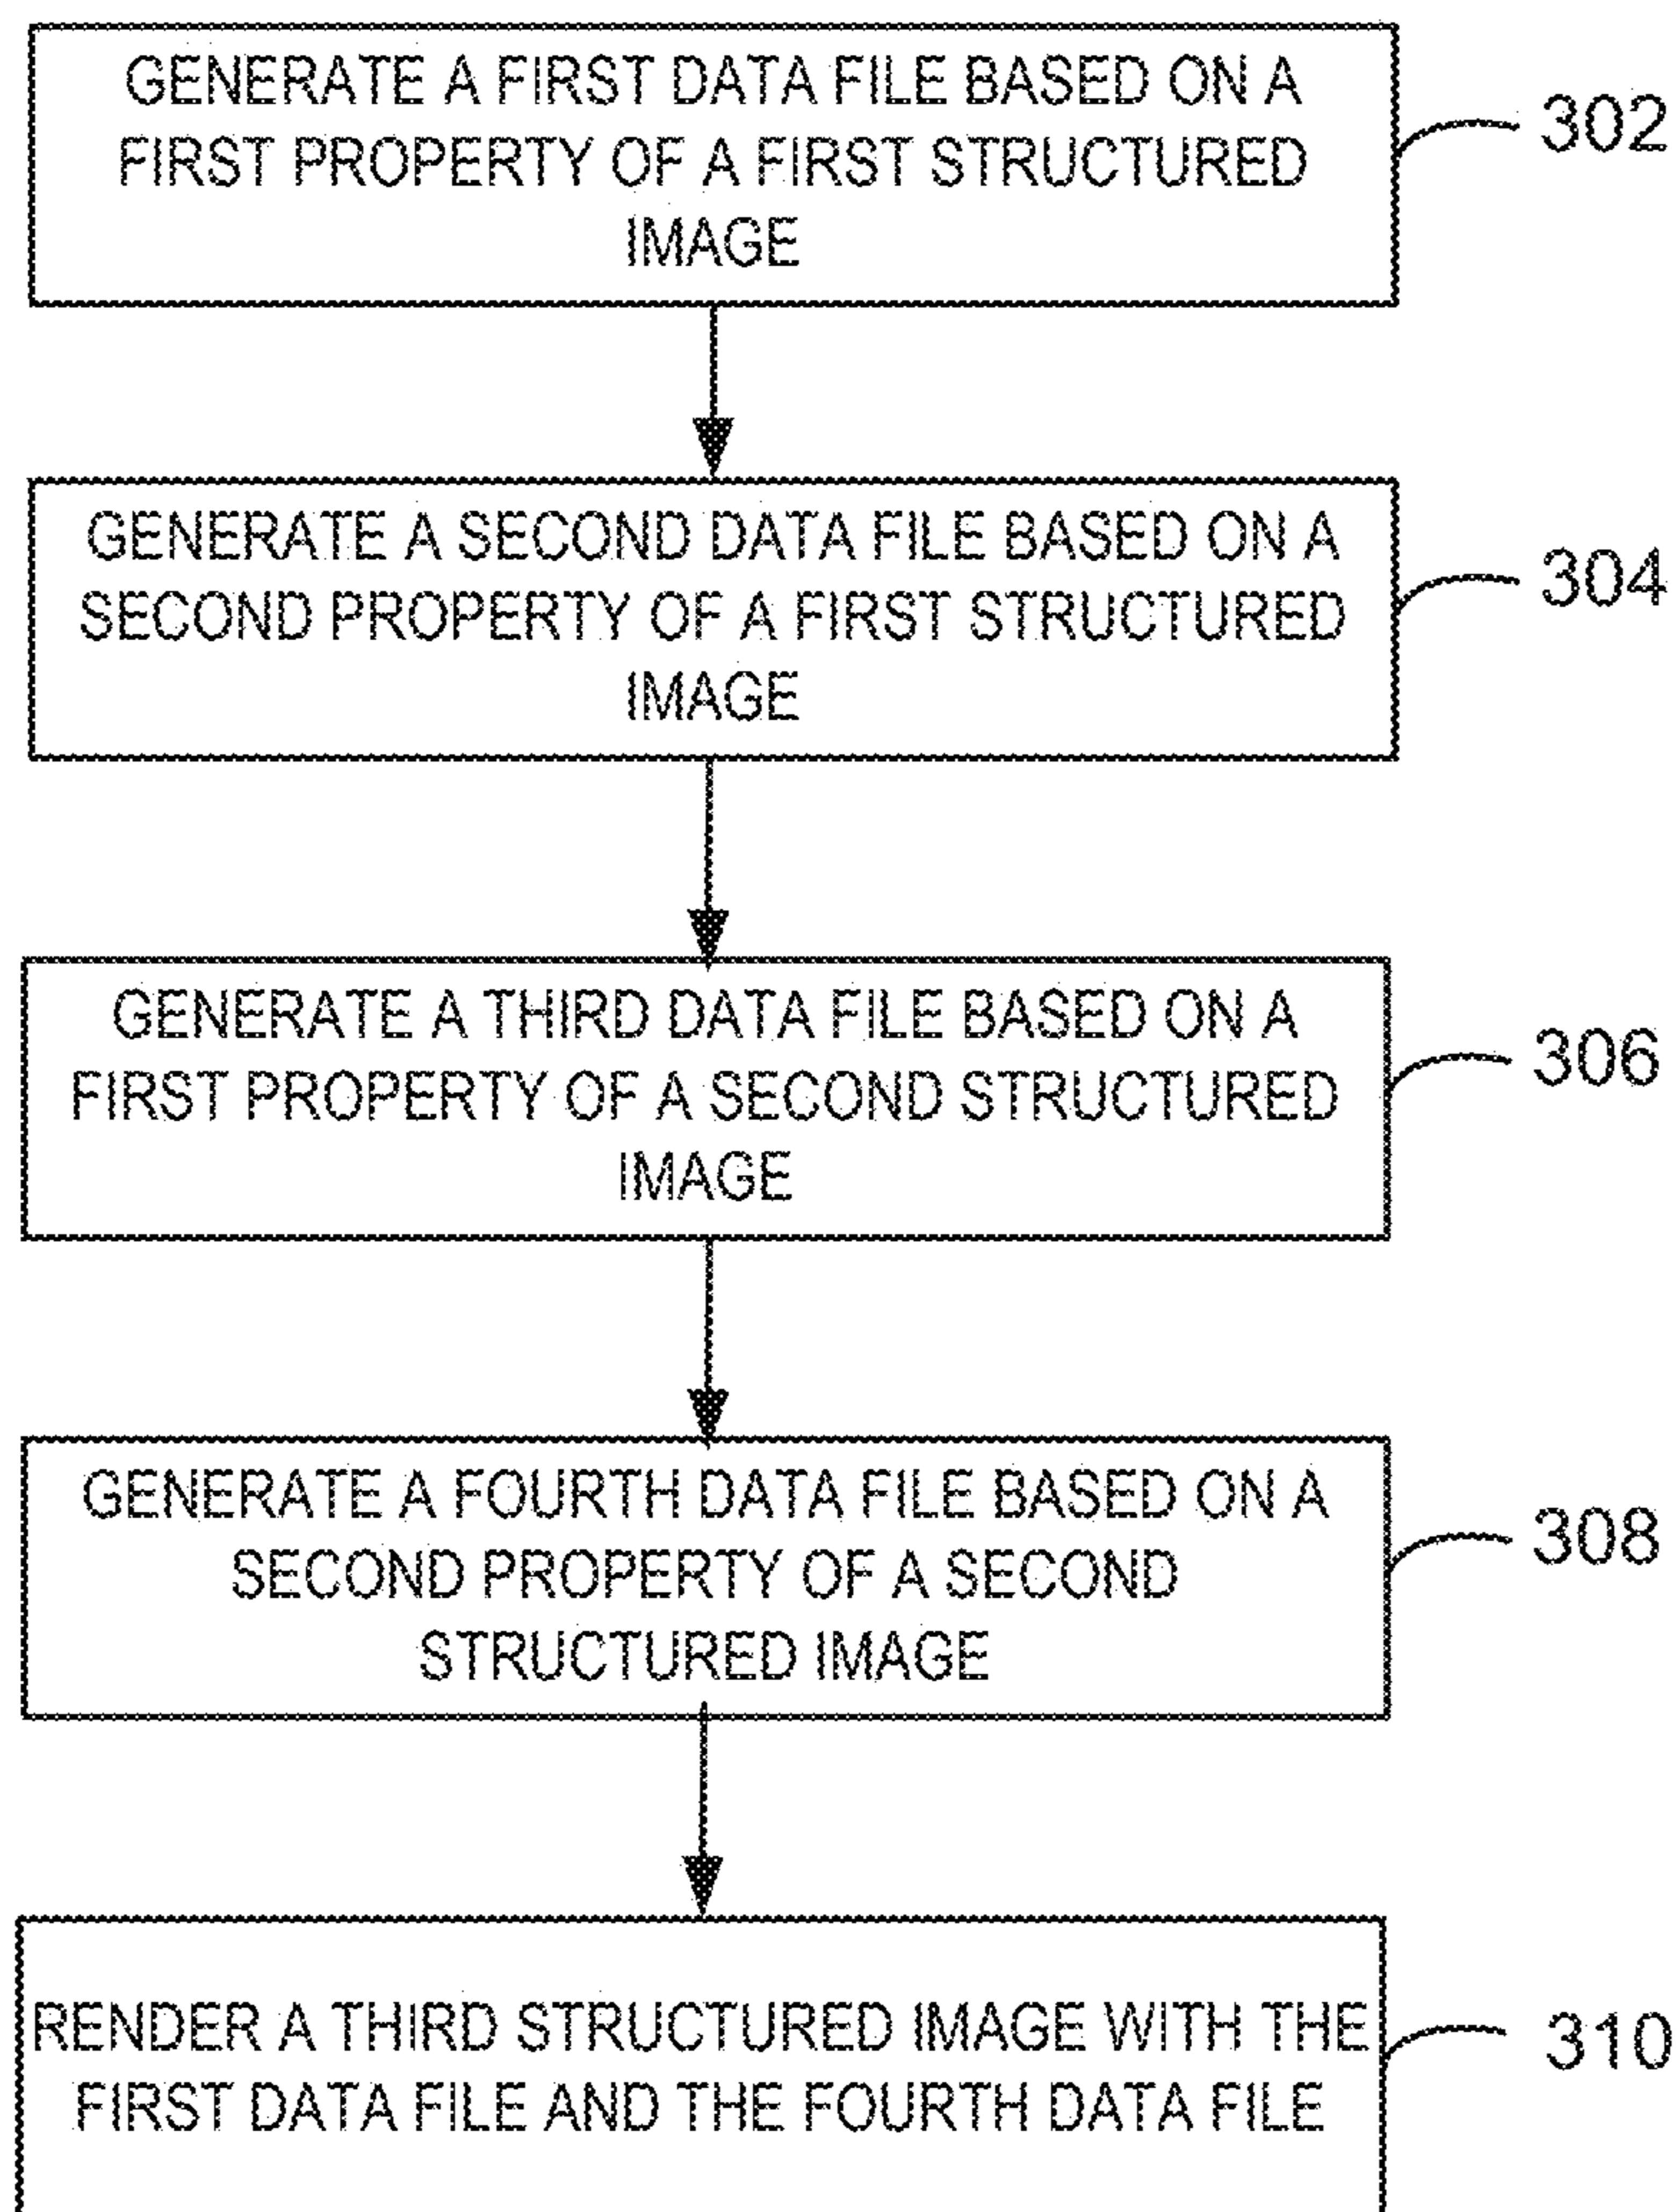 GENERATE A FIRST DATA FILE BASED ON A
FIRST PROPERTY OF A FIRST STRUCTURED
IMAGE
302
GENERATE A SECOND DATA FILE BASED ON A
SECOND PROPERTY OF A FIRST STRUCTURED
IMAGE
304
GENERATE A THIRD DATA FILE BASED ON A
FIRST PROPERTY OF A SECOND STRUCTURED
IMAGE
306
GENERATE A FOURTH DATA FILE BASED ON A
SECOND PROPERTY OF A SECOND
STRUCTURED IMAGE
308
RENDER A THIRD STRUCTURED IMAGE WITH THE
FIRST DATA FILE AND THE FOURTH DATA FILE
310